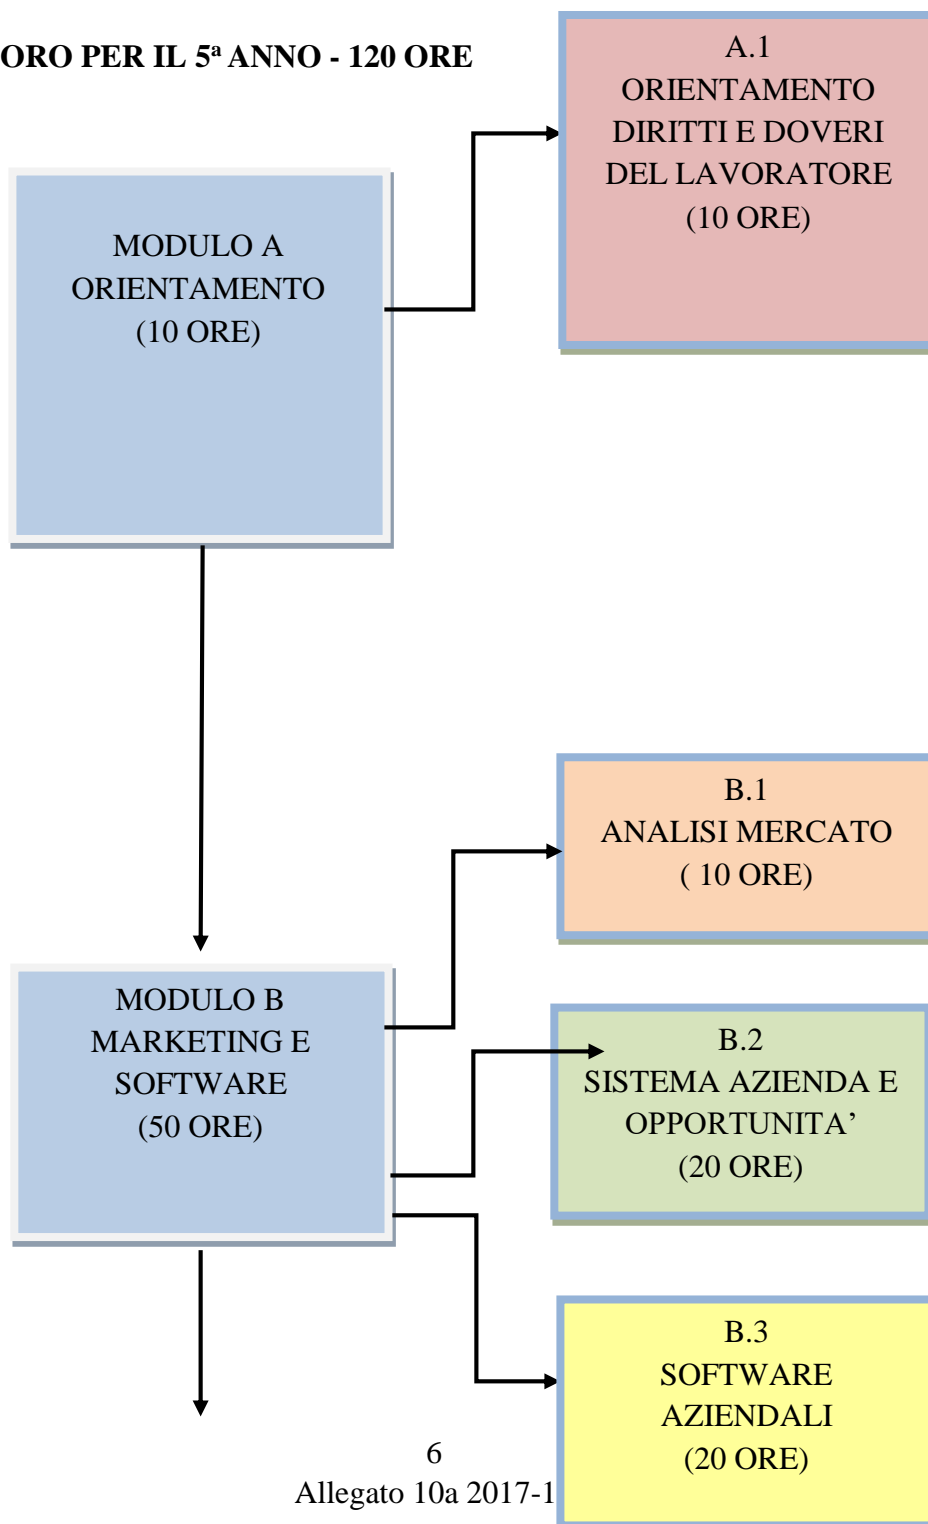 ORO PER IL 5ª ANNO - 120 ORE
A.1
ORIENTAMENTO
DIRITTI E DOVERI
DEL LAVORATORE
(10 ORE)
MODULO A
ORIENTAMENTO
(10 ORE)
B.1
ANALISI MERCATO
( 10 ORE)
MODULO B
MARKETING E
SOFTWARE
(50 ORE)
B.2
SISTEMA AZIENDA E
OPPORTUNITA’
(20 ORE)
B.3
SOFTWARE
AZIENDALI
(20 ORE)
6
Allegato 10a 2017-1